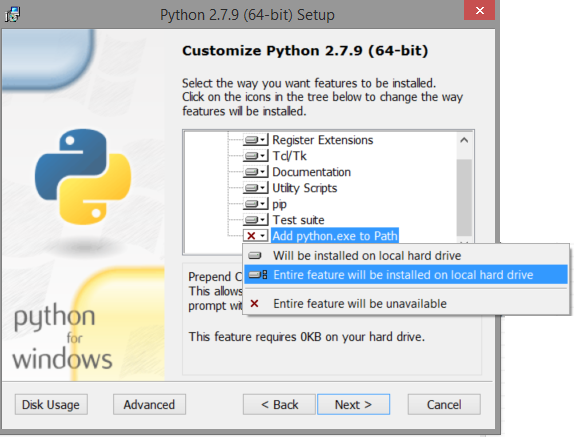 Python 2.7.9 (64-bit) Setup
Customize Python 2.7.9 (64-bit)
Select the way you want features to be installed.
Click on the icons in the tree below to change the way
features will be installed.
Register Extensions
Tcl/Tk
Documentation
Utility Scripts
pip
Test suite
Add python.exe to Path
Will be installed on local hard drive
Entire feature will be installed on local hard drive
Entire feature will be unavailable
Prepend C
This allows
prompt wit
This feature requires 0KB on your hard drive.
python
for
windows
Disk Usage
Advanced
< Back
Next >
Cancel